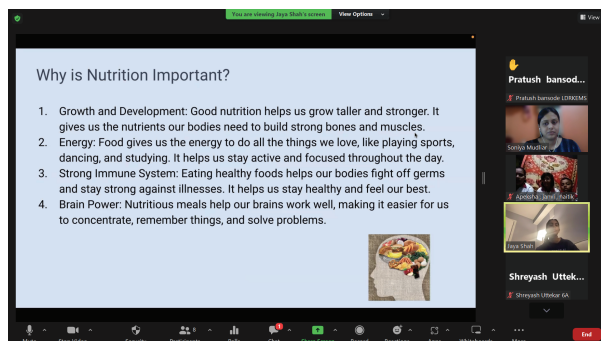 You are viewing Jaya Shah's screen
View Options
View
Why is Nutrition Important?
1. Growth and Development: Good nutrition helps us grow taller and stronger. It
gives us the nutrients our bodies need to build strong bones and muscles.
2. Energy: Food gives us the energy to do all the things we love, like playing sports,
dancing, and studying. It helps us stay active and focused throughout the day.
3. Strong Immune System: Eating healthy foods helps our bodies fight off germs
and stay strong against illnesses. It helps us stay healthy and feel our best.
4. Brain Power: Nutritious meals help our brains work well, making it easier for us
to concentrate, remember things, and solve problems.
Pratush bansod...
Pratush bansode LORKEMS
Soniya Mudliar
Jaya Shah
Shreyash Uttek...
Shreyash Uttekar 6A
8
1
End